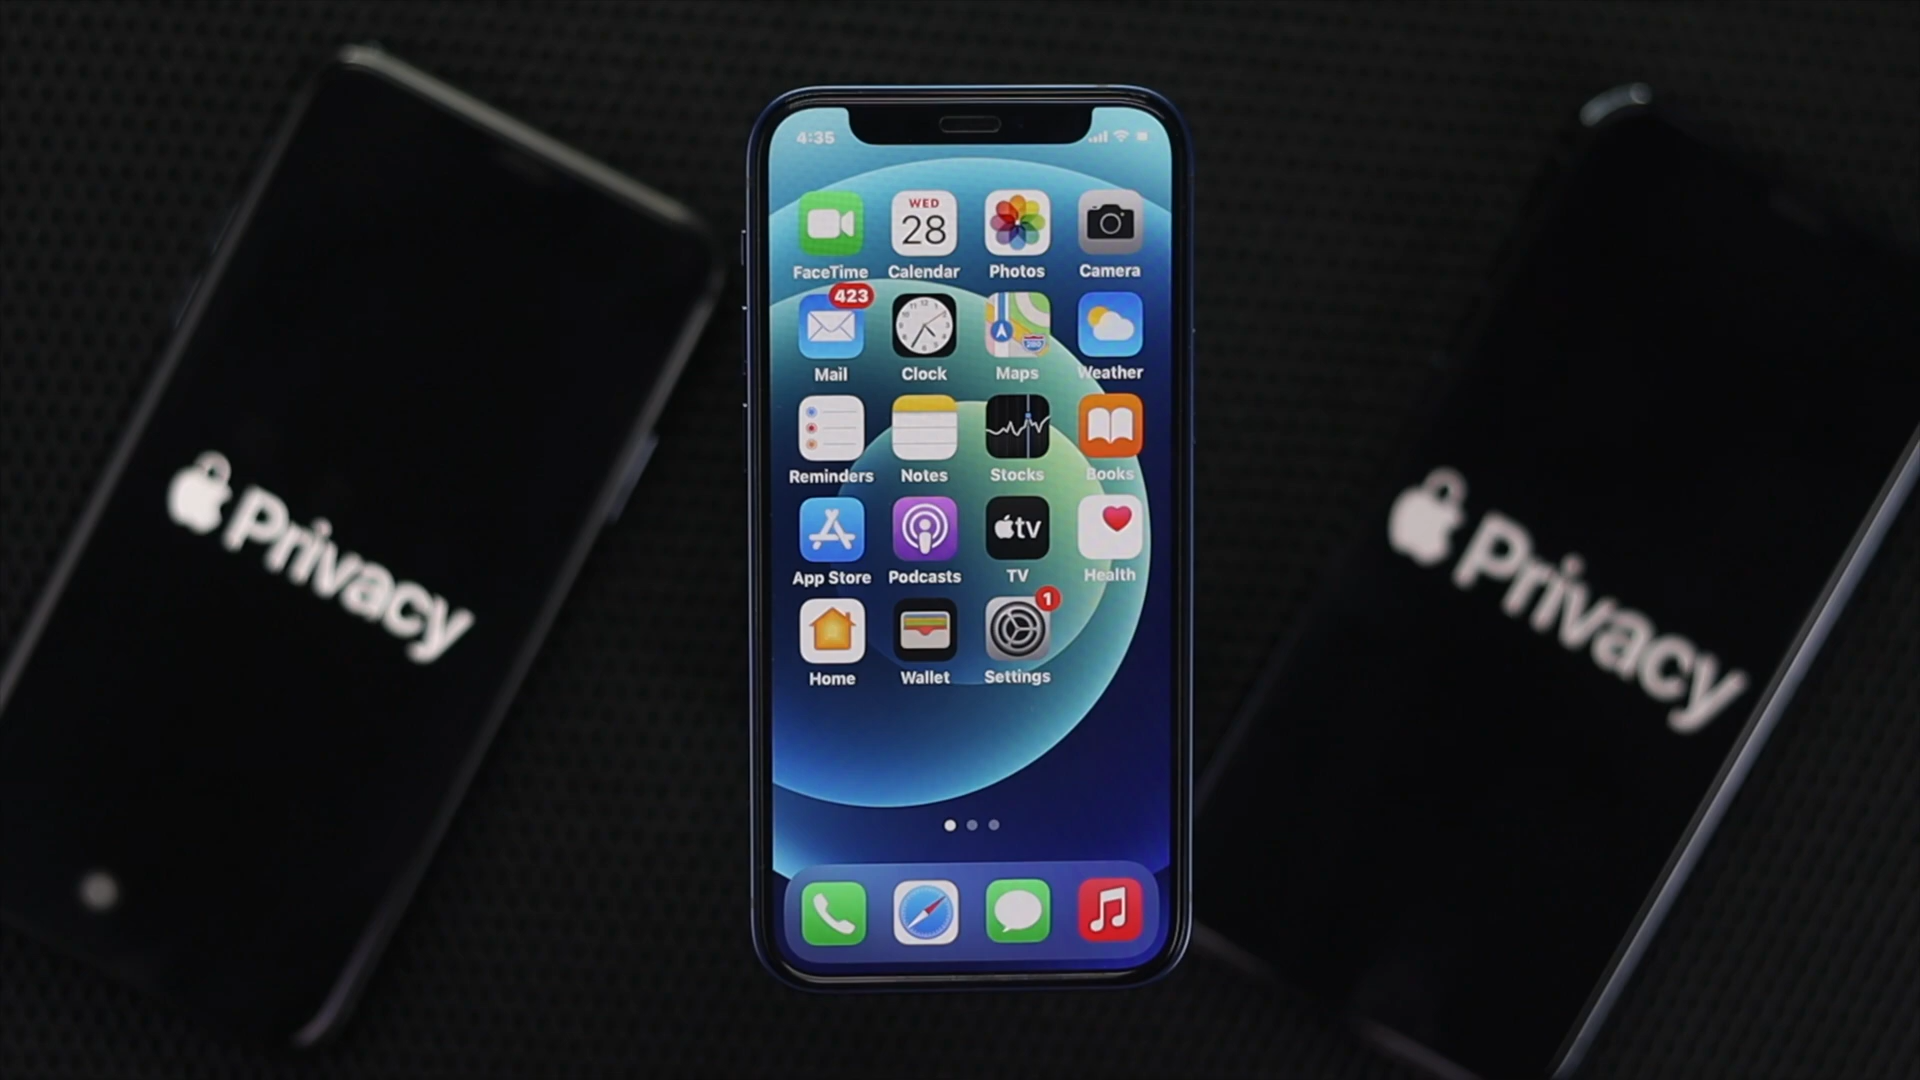 4:35
WED
28
FaceTime
Calendar
Photos
Camera
423
Mail
Clock
Maps
Weather
280
Reminders
Notes
Stocks
Books
tv
App Store
Podcasts
TV
Health
1
Home
Wallet
Settings
Privacy
Privacy